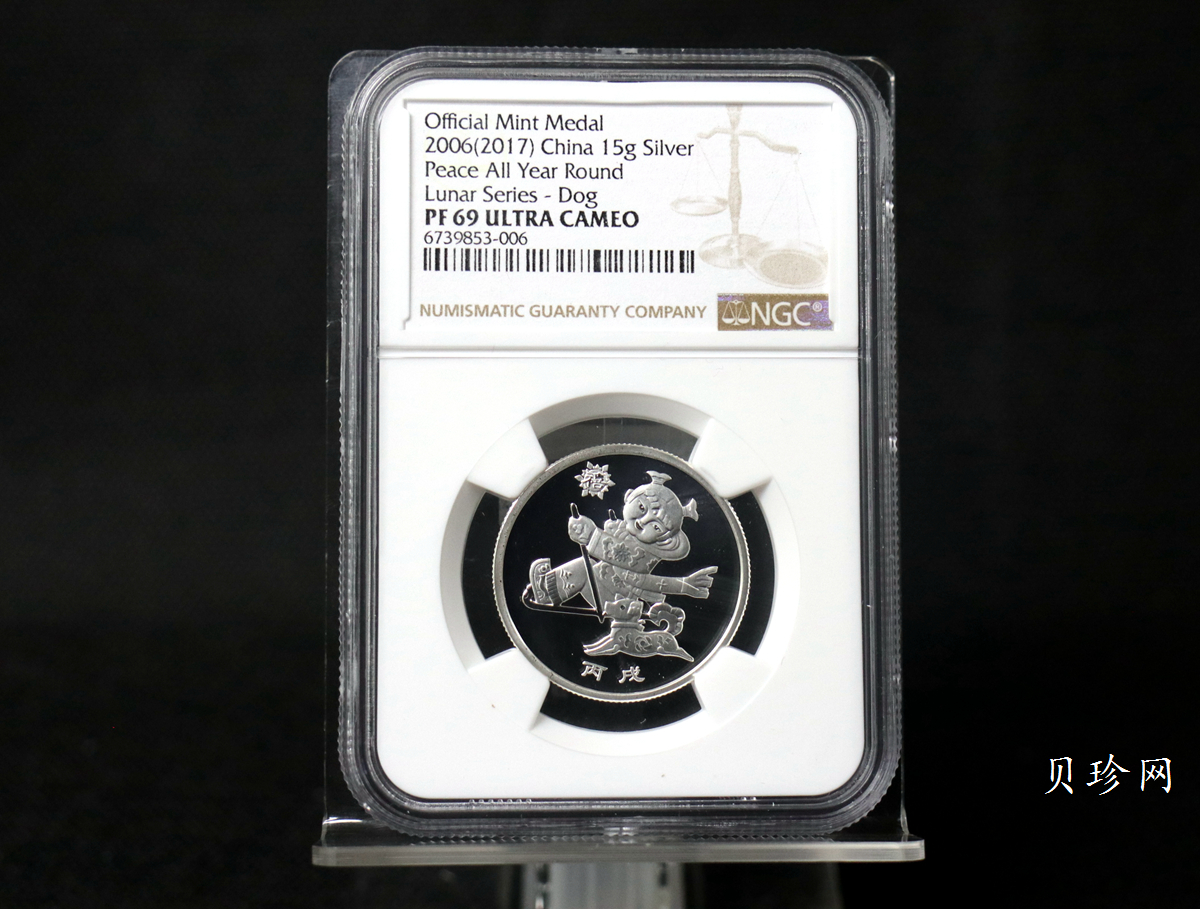 Official Mint Medal
2006(2017) China 15g Silver
Peace All Year Round
Lunar Series - Dog
PF 69 ULTRA CAMEO
6739853-006
NUMISMATIC GUARANTY COMPANY
NGC®
丙戌
贝珍网